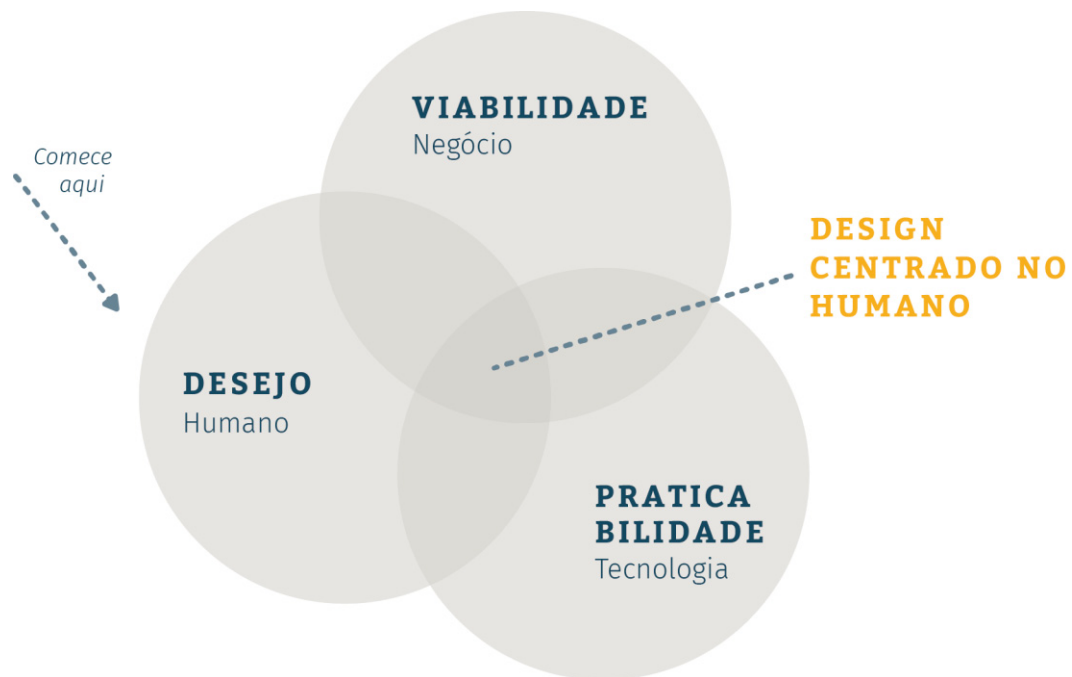 VIABILIDADE
Negócio
Comece
aqui
DESIGN
CENTRADO NO
HUMANO
DESEJO
Humano
PRATICA
BILIDADE
Tecnologia